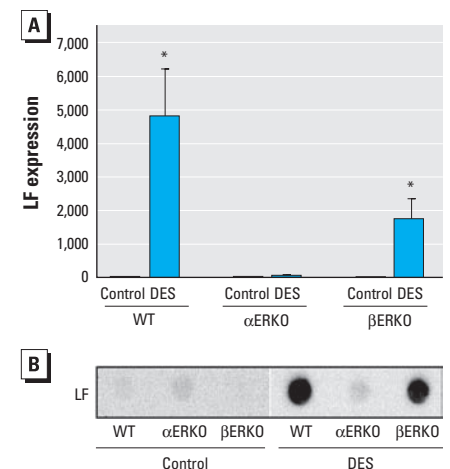 A
LF expression
7,000
6,000
5,000
4,000
3,000
2,000
1,000
0
*
*
Control DES Control DES Control DES
WT αERKO βERKO
B
LF
WT αERKO βERKO WT αERKO βERKO
Control DES